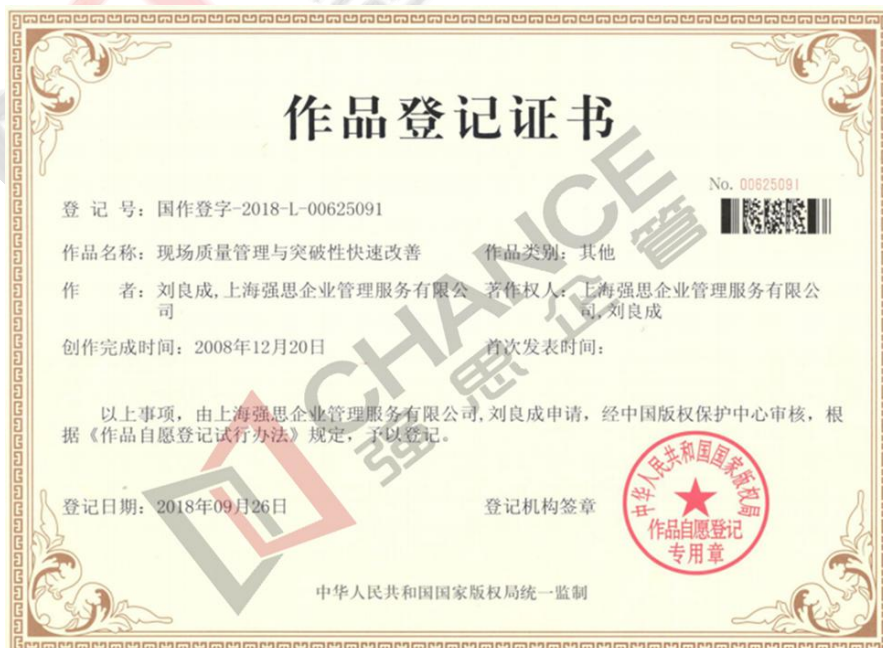 作品登记证书
No. 00625091
登 记 号：国作登字-2018-L-00625091
作品名称：现场质量管理与突破性快速改善 作品类别：其他
作 者：刘良成,上海强思企业管理服务有限公 著作权人：上海强思企业管理服务有限公
司 司,刘良成
创作完成时间：2008年12月20日 首次发表时间：
以上事项，由上海强思企业管理服务有限公司,刘良成申请，经中国版权保护中心审核，根
据《作品自愿登记试行办法》规定，予以登记。
登记日期：2018年09月26日 登记机构签章
中华人民共和国国家版权局
作品自愿登记
专用章
中华人民共和国国家版权局统一监制
CHANCE
强思企管